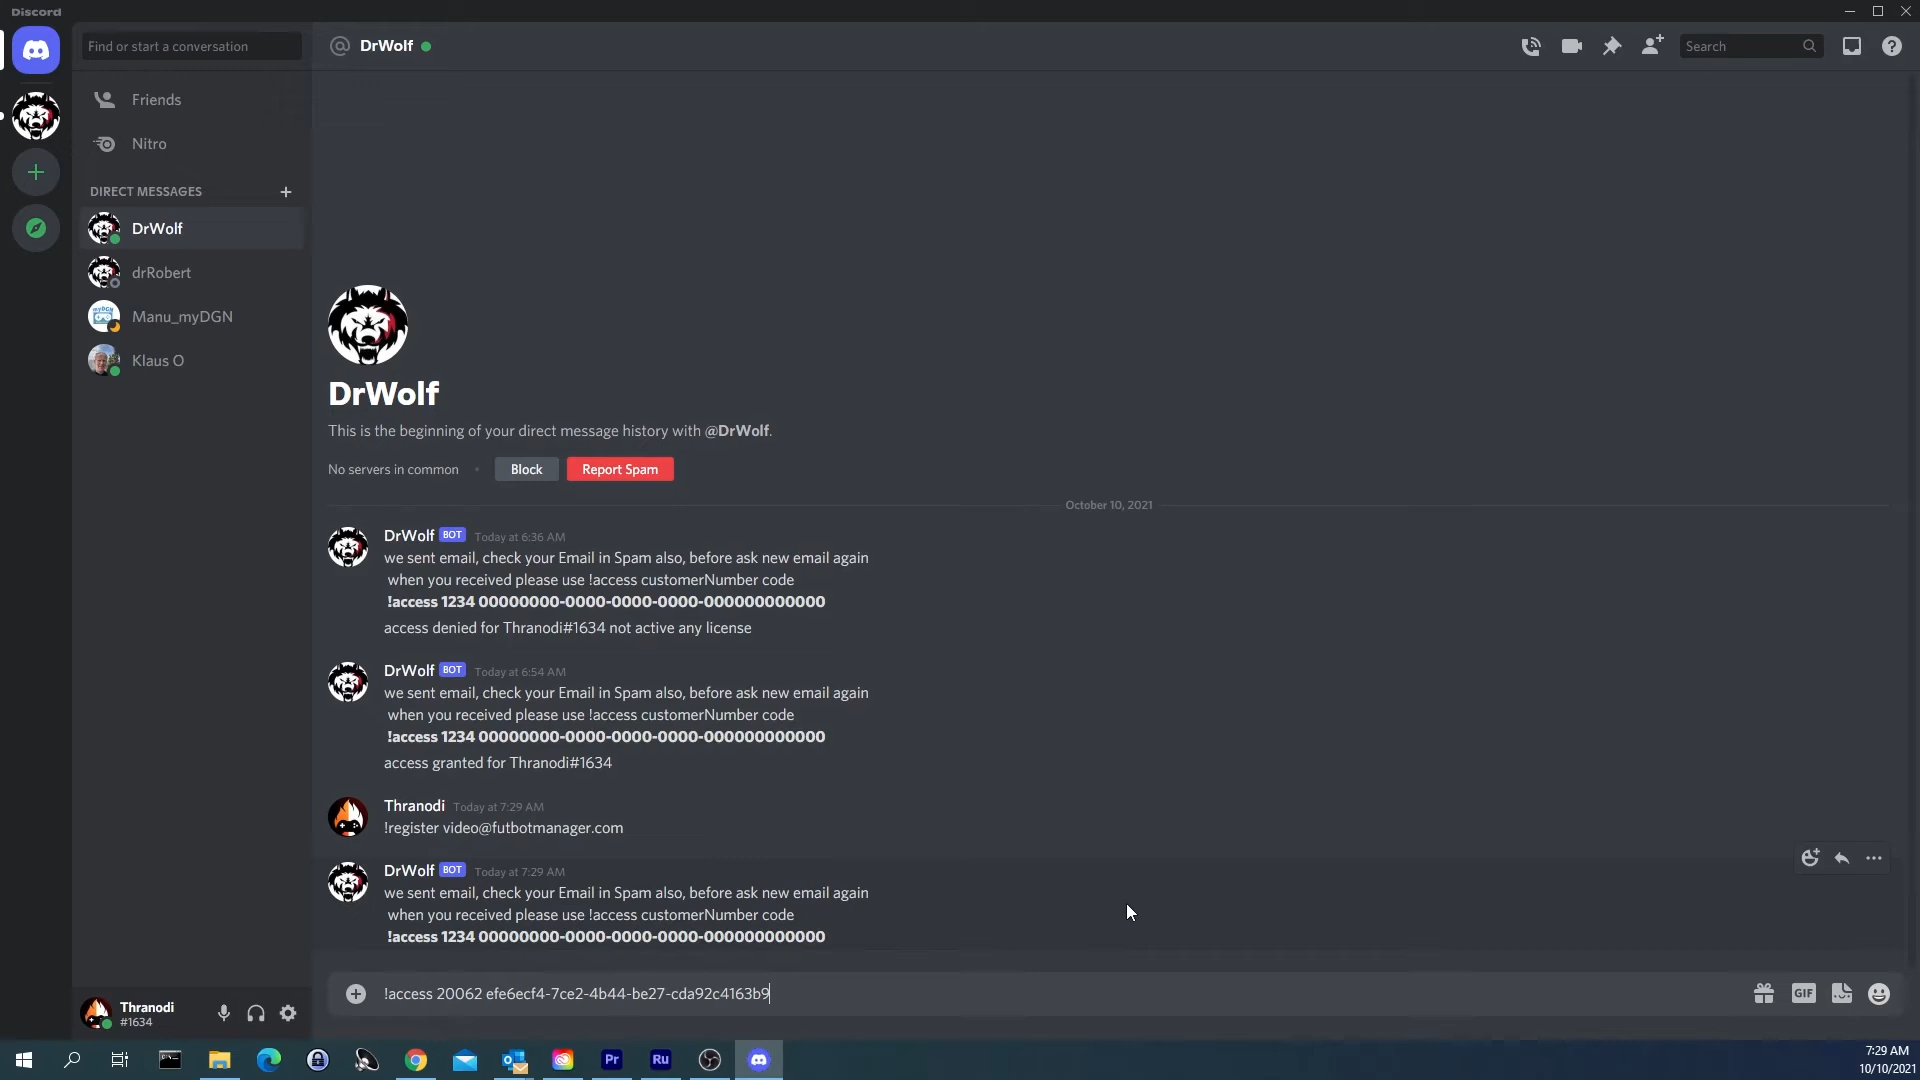 Discord
Find or start a conversation
@ DrWolf
Search
Friends
Nitro
DIRECT MESSAGES +
DrWolf
drRobert
Manu_myDGN
Klaus O
DrWolf
This is the beginning of your direct message history with @DrWolf.
No servers in common
Block
Report Spam
October 10, 2021
DrWolf BOT Today at 6:36 AM
we sent email, check your Email in Spam also, before ask new email again
when you received please use !access customerNumber code
!access 1234 00000000-0000-0000-0000-000000000000
access denied for Thranodi#1634 not active any license
DrWolf BOT Today at 6:54 AM
we sent email, check your Email in Spam also, before ask new email again
when you received please use !access customerNumber code
!access 1234 00000000-0000-0000-0000-000000000000
access granted for Thranodi#1634
Thranodi Today at 7:29 AM
!register video@futbotmanager.com
DrWolf BOT Today at 7:29 AM
we sent email, check your Email in Spam also, before ask new email again
when you received please use !access customerNumber code
!access 1234 00000000-0000-0000-0000-000000000000
!access 20062 efe6ecf4-7ce2-4b44-be27-cda92c4163b9
GIF
Thranodi
#1634
Pr
Ru
7:29 AM
10/10/2021